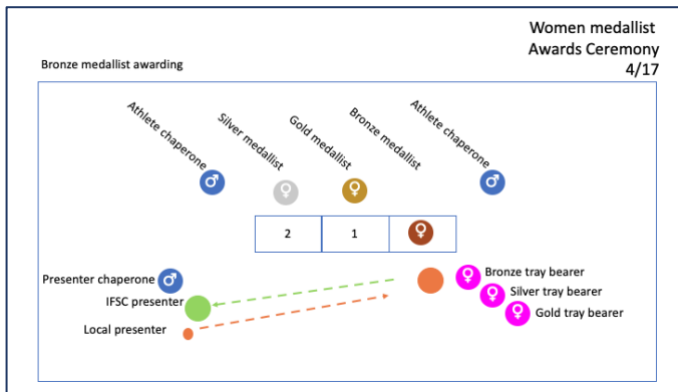 Women medallist
Awards Ceremony
4/17
Bronze medallist awarding
Athlete chaperone
Silver medallist
Gold medallist
Bronze medallist
Athlete chaperone
2
1
Presenter chaperone
IFSC presenter
Local presenter
Bronze tray bearer
Silver tray bearer
Gold tray bearer